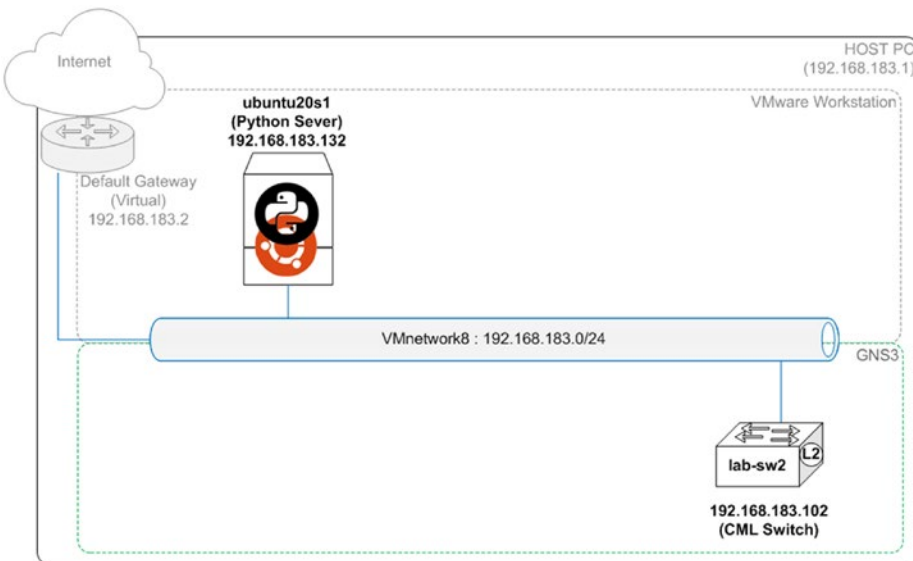 Internet
HOST PC
(192.168.183.1)
VMware Workstation
ubuntu20s1
(Python Sever)
192.168.183.132
Default Gateway
(Virtual)
192.168.183.2
VMnetwork8 : 192.168.183.0/24
GNS3
L2
lab-sw2
192.168.183.102
(CML Switch)